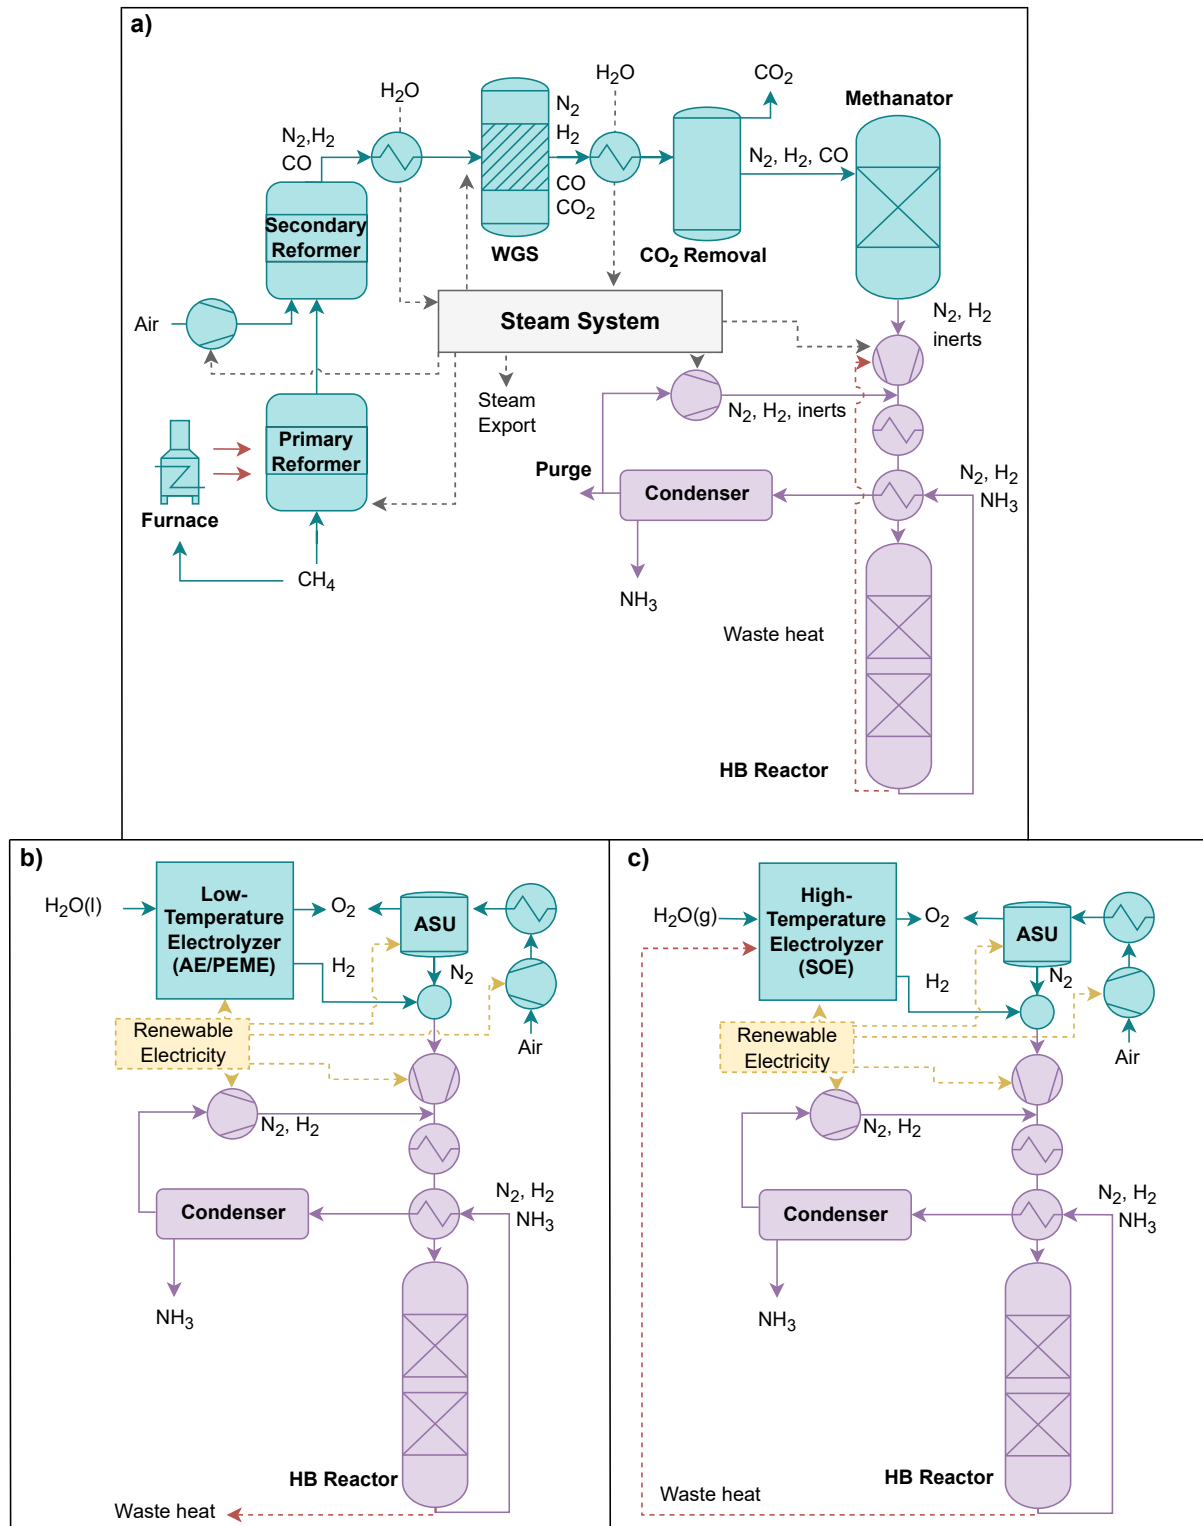 a)
H2O
H2O
CO2
Methanator
N2
H2
N2,H2
CO
N2, H2, CO
CO
CO2
Secondary
Reformer
WGS
CO2 Removal
Air
Steam System
N2, H2
inerts
Steam
Export
N2, H2, inerts
Primary
Reformer
Purge
Condenser
N2, H2
NH3
Furnace
CH4
NH3
Waste heat
HB Reactor
b)
Low-
Temperature
Electrolyzer
(AE/PEME)
H2O(l)
O2
ASU
H2
N2
Renewable
Electricity
Air
N2, H2
N2, H2
NH3
Condenser
NH3
HB Reactor
Waste heat
c)
High-
Temperature
Electrolyzer
(SOE)
H2O(g)
O2
ASU
H2
N2
Renewable
Electricity
Air
N2, H2
N2, H2
NH3
Condenser
NH3
HB Reactor
Waste heat